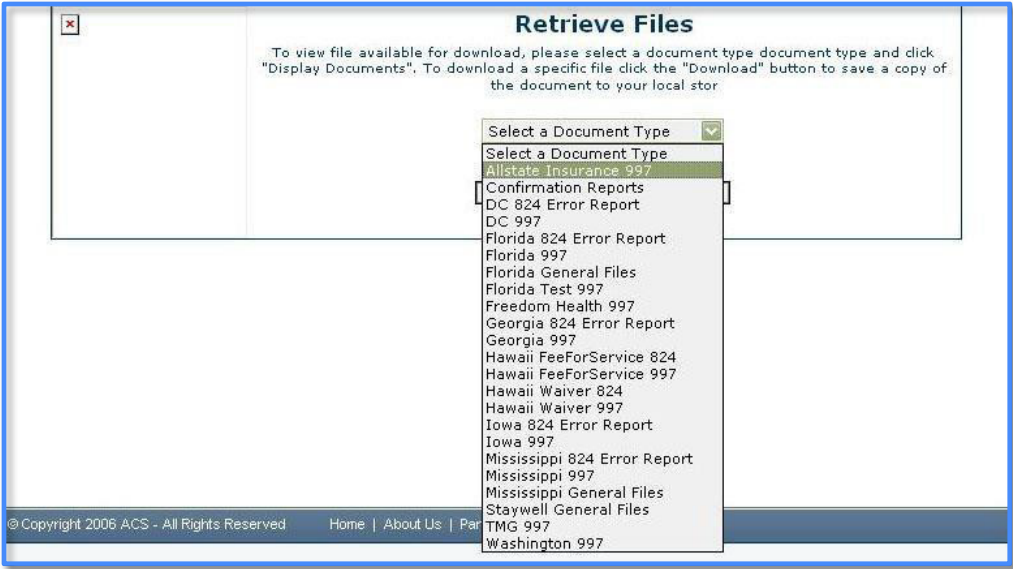 Retrieve Files
To view file available for download, please select a document type document type and click
"Display Documents". To download a specific file click the "Download" button to save a copy of
the document to your local stor
Select a Document Type
Select a Document Type
Allstate Insurance 997
Confirmation Reports
DC 824 Error Report
DC 997
Florida 824 Error Report
Florida 997
Florida General Files
Florida Test 997
Freedom Health 997
Georgia 824 Error Report
Georgia 997
Hawaii FeeForService 824
Hawaii FeeForService 997
Hawaii Waiver 824
Hawaii Waiver 997
Iowa 824 Error Report
Iowa 997
Mississippi 824 Error Report
Mississippi 997
Mississippi General Files
Staywell General Files
TMG 997
Washington 997
© Copyright 2006 ACS - All Rights Reserved Home | About Us | Par